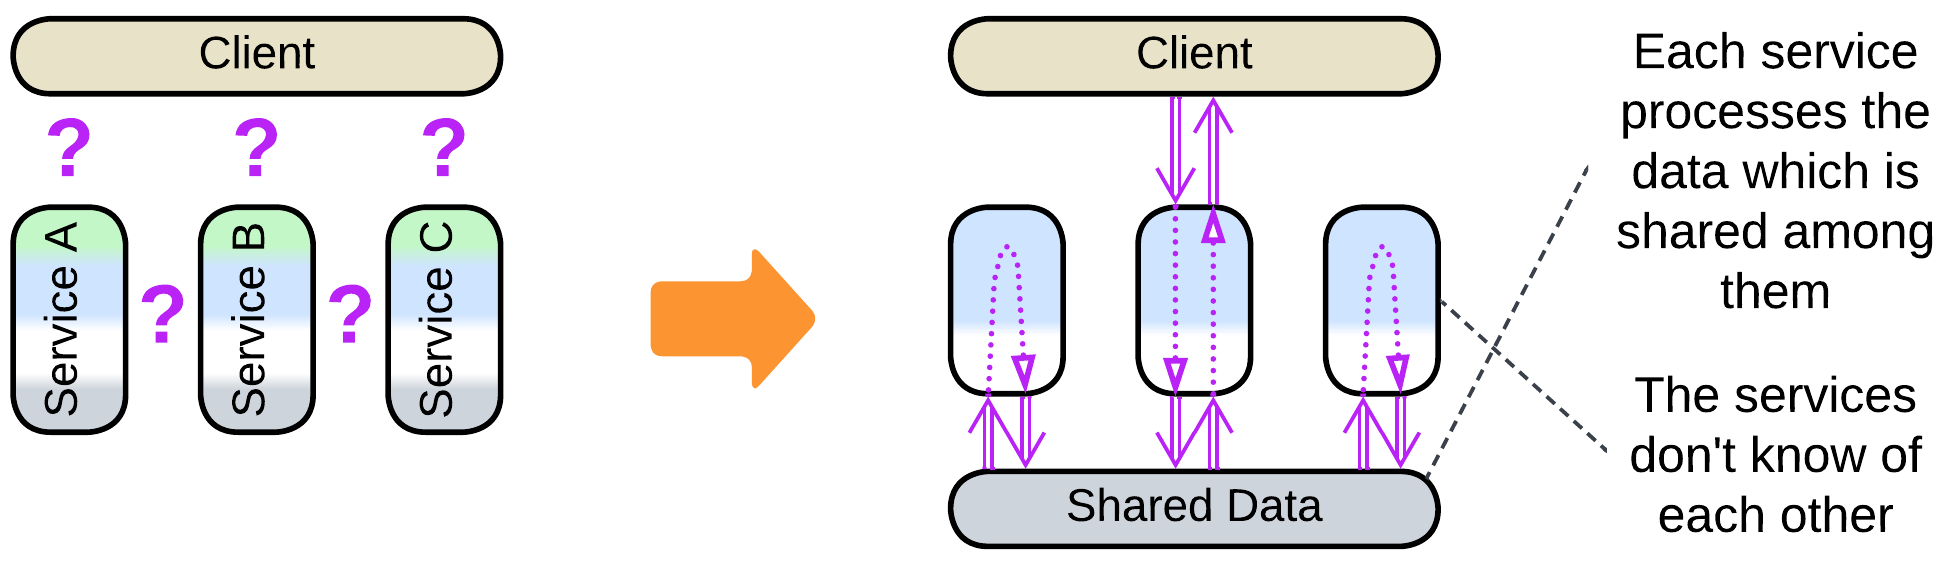 Client
?
?
?
Service A
?
Service B
?
Service C
Client
Shared Data
Each service
processes the
data which is
shared among
them
The services
don't know of
each other